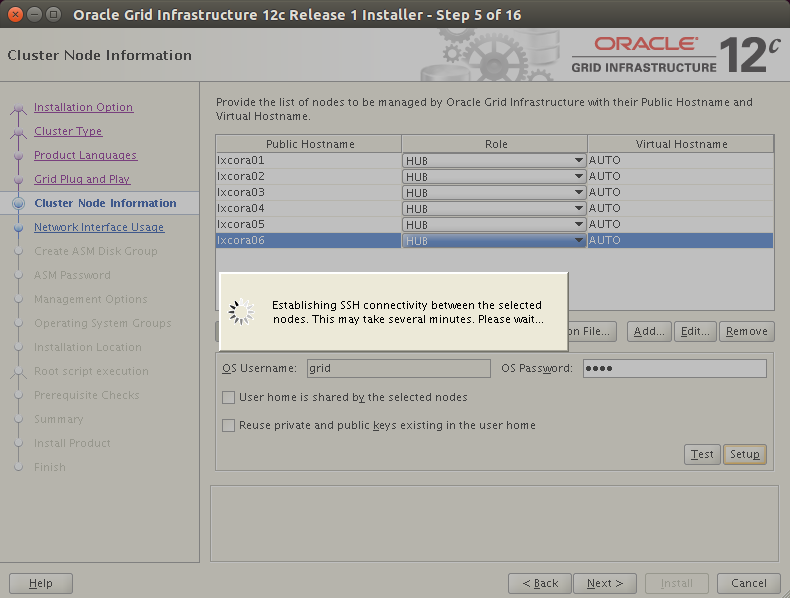 Oracle Grid Infrastructure 12c Release 1 Installer - Step 5 of 16
Cluster Node Information
ORACLE®
GRID INFRASTRUCTURE
12c
Installation Option
Cluster Type
Product Languages
Grid Plug and Play
Cluster Node Information
Network Interface Usage
Create ASM Disk Group
ASM Password
Management Options
Operating System Groups
Installation Location
Root script execution
Prerequisite Checks
Summary
Install Product
Finish
Provide the list of nodes to be managed by Oracle Grid Infrastructure with their Public Hostname and
Virtual Hostname.
Public Hostname Role Virtual Hostname
lxcora01 HUB AUTO
lxcora02 HUB AUTO
lxcora03 HUB AUTO
lxcora04 HUB AUTO
lxcora05 HUB AUTO
lxcora06 HUB AUTO
Establishing SSH connectivity between the selected
nodes. This may take several minutes. Please wait...
File... Add... Edit... Remove
OS Username: grid OS Password: ••••
User home is shared by the selected nodes
Reuse private and public keys existing in the user home
Test Setup
Help < Back Next > Install Cancel